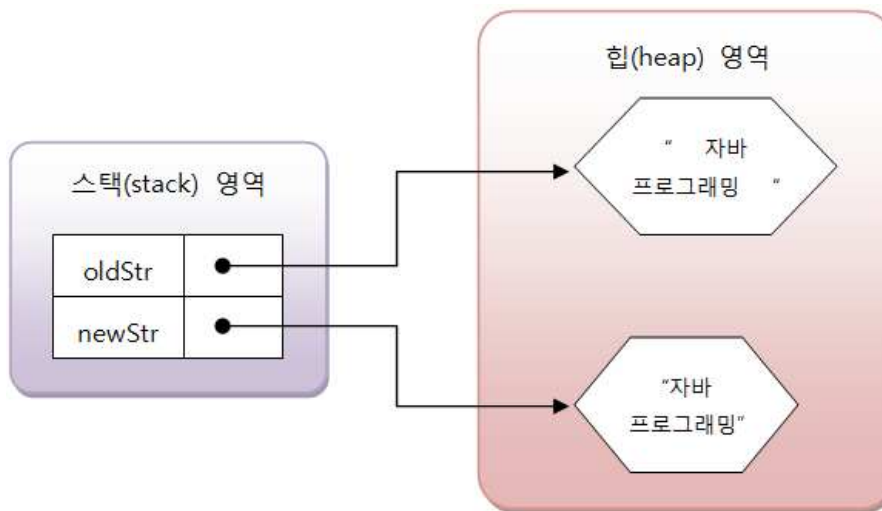 힙(heap) 영역
“ 자바
프로그래밍 “
스택(stack) 영역
oldStr
newStr
“자바
프로그래밍”